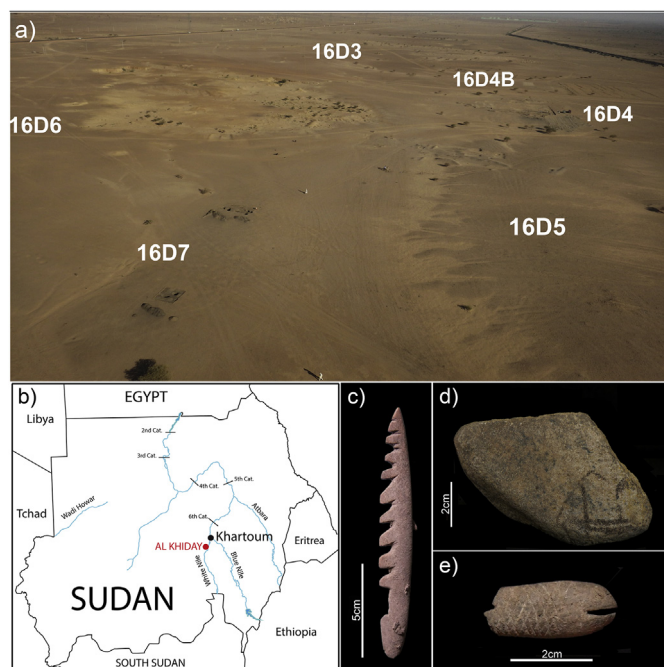 a)
16D3
16D4B
16D4
16D6
16D5
16D7
b)
EGYPT
Libya
2nd Cat.
3rd Cat.
4th Cat.
5th Cat.
Wadi Howar
Atbara
Tchad
6th Cat.
Khartoum
Eritrea
AL KHIDAY
White Nile
Blue Nile
SUDAN
Ethiopia
SOUTH SUDAN
c)
5cm
d)
2cm
e)
2cm